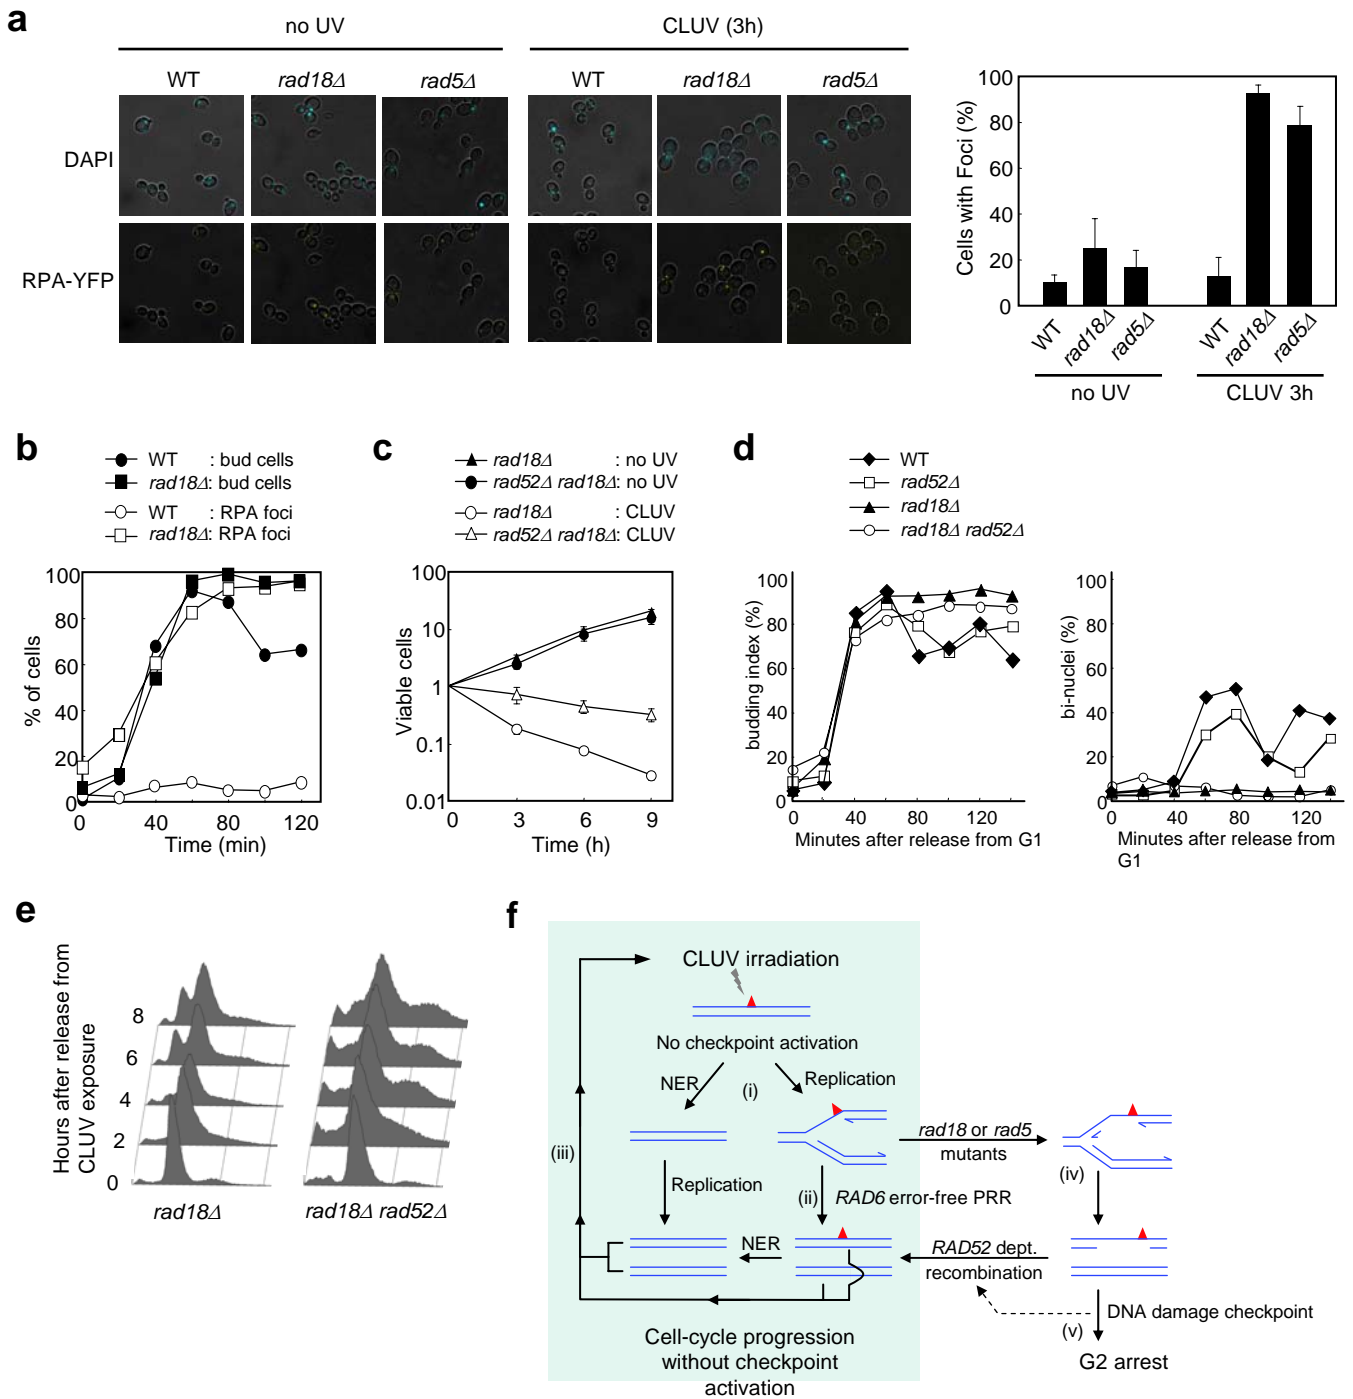 a
no UV
CLUV (3h)
WT
rad18Δ
rad5Δ
WT
rad18Δ
rad5Δ
DAPI
RPA-YFP
Cells with Foci (%)
100
80
60
40
20
0
WT
rad18Δ
rad5Δ
WT
rad18Δ
rad5Δ
no UV
CLUV 3h
b
WT : bud cells
rad18Δ: bud cells
WT : RPA foci
rad18Δ: RPA foci
% of cells
100
80
60
40
20
0
0 40 80 120
Time (min)
c
rad18Δ : no UV
rad52Δ rad18Δ: no UV
rad18Δ : CLUV
rad52Δ rad18Δ: CLUV
Viable cells
100
10
1
0.1
0.01
0 3 6 9
Time (h)
d
WT
rad52Δ
rad18Δ
rad18Δ rad52Δ
budding index (%)
100
80
60
40
20
0
0 40 80 120
Minutes after release from G1
bi-nuclei (%)
100
80
60
40
20
0
0 40 80 120
Minutes after release from
G1
e
Hours after release from
CLUV exposure
8
6
4
2
0
rad18Δ
rad18Δ rad52Δ
f
CLUV irradiation
No checkpoint activation
NER
(i)
Replication
rad18 or rad5
mutants
(iii)
(iv)
Replication
(ii)
RAD6 error-free PRR
NER
RAD52 dept.
recombination
DNA damage checkpoint
(v)
G2 arrest
Cell-cycle progression
without checkpoint
activation